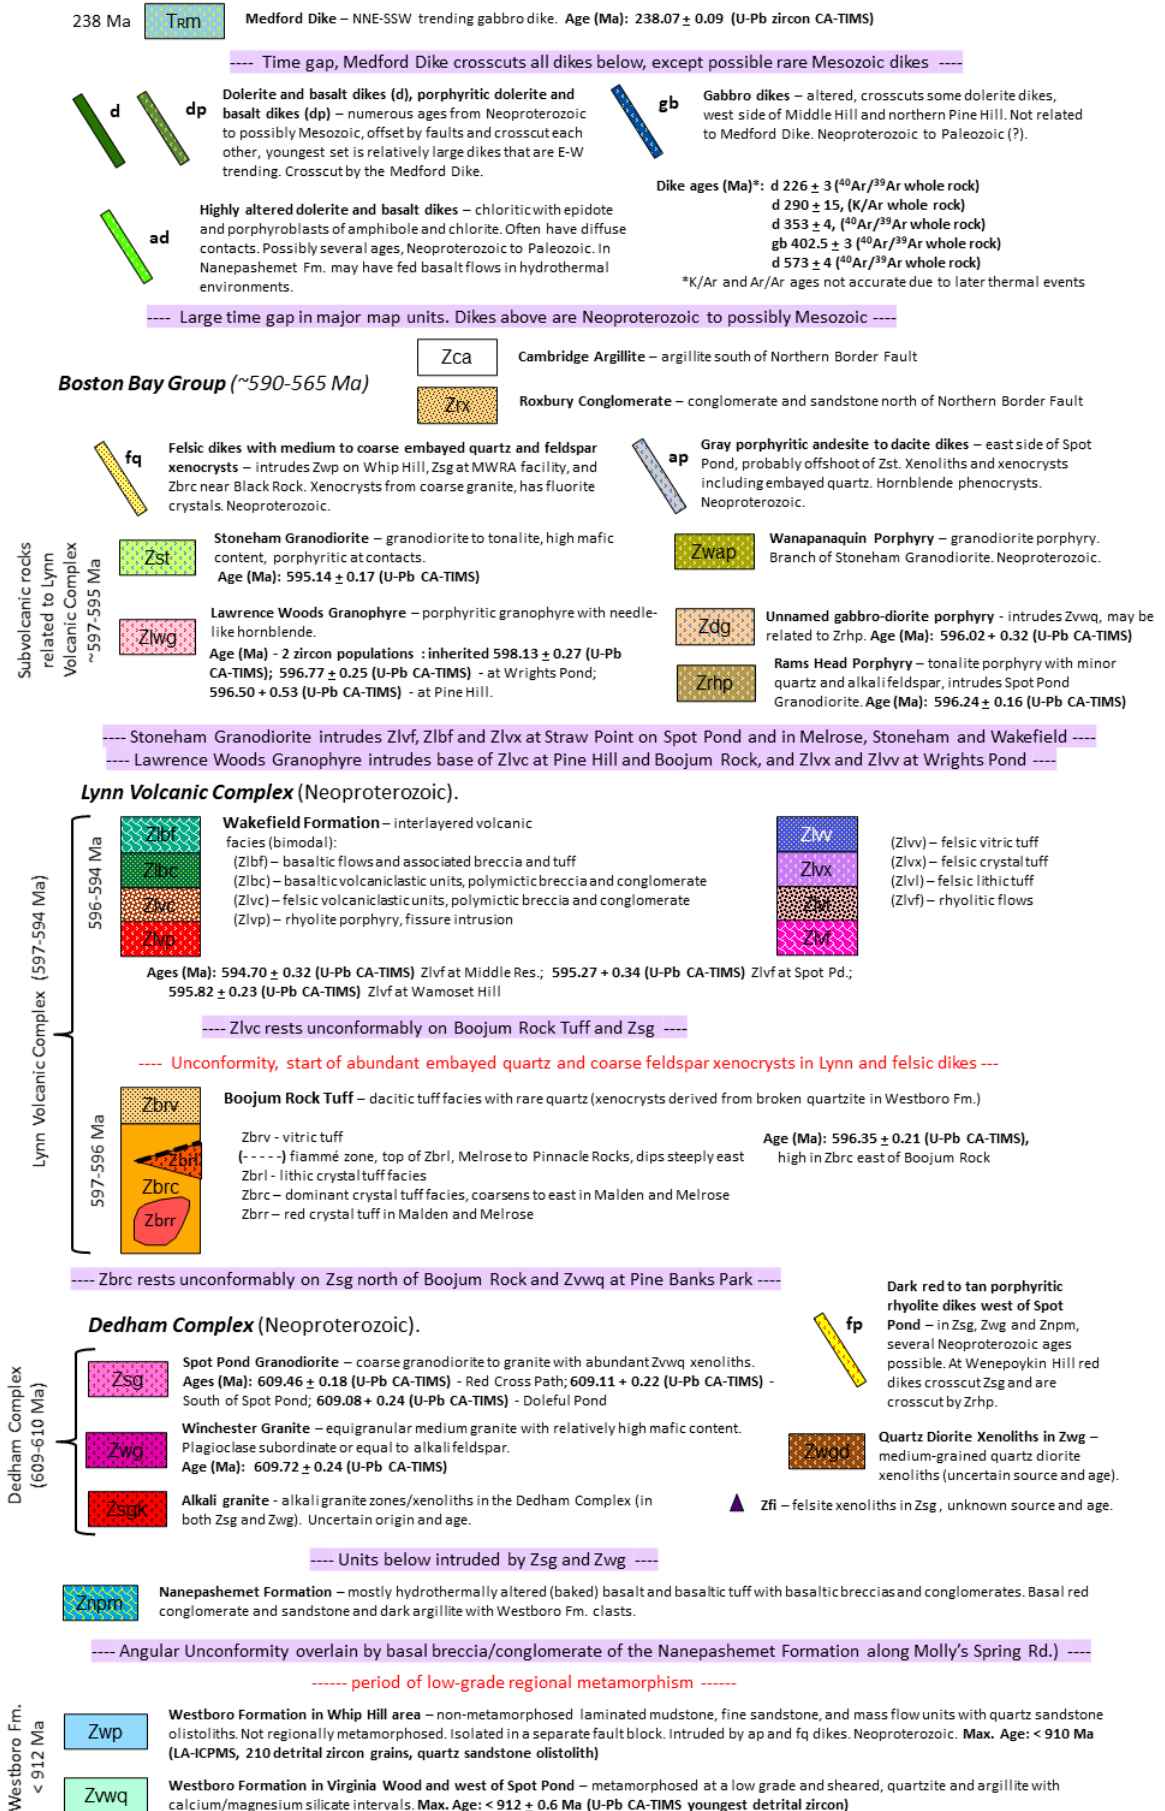 238 Ma
TRm
Medford Dike – NNE-SSW trending gabbro dike. Age (Ma): 238.07 ± 0.09 (U-Pb zircon CA-TIMS)
---- Time gap, Medford Dike crosscuts all dikes below, except possible rare Mesozoic dikes ----
d
dp
Dolerite and basalt dikes (d), porphyritic dolerite and
basalt dikes (dp) – numerous ages from Neoproterozoic
to possibly Mesozoic, offset by faults and crosscut each
other, youngest set is relatively large dikes that are E-W
trending. Crosscut by the Medford Dike.
gb
Gabbro dikes – altered, crosscuts some dolerite dikes,
west side of Middle Hill and northern Pine Hill. Not related
to Medford Dike. Neoproterozoic to Paleozoic (?).
ad
Highly altered dolerite and basalt dikes – chloritic with epidote
and porphyroblasts of amphibole and chlorite. Often have diffuse
contacts. Possibly several ages, Neoproterozoic to Paleozoic. In
Nanepashemet Fm. may have fed basalt flows in hydrothermal
environments.
Dike ages (Ma)*: d 226 ± 3 (40Ar/39Ar whole rock)
d 290 ± 15, (K/Ar whole rock)
d 353 ± 4, (40Ar/39Ar whole rock)
gb 402.5 ± 3 (40Ar/39Ar whole rock)
d 573 ± 4 (40Ar/39Ar whole rock)
*K/Ar and Ar/Ar ages not accurate due to later thermal events
---- Large time gap in major map units. Dikes above are Neoproterozoic to possibly Mesozoic ----
Boston Bay Group (~590-565 Ma)
Zca
Cambridge Argillite – argillite south of Northern Border Fault
Zrx
Roxbury Conglomerate – conglomerate and sandstone north of Northern Border Fault
fq
Felsic dikes with medium to coarse embayed quartz and feldspar
xenocrysts – intrudes Zwp on Whip Hill, Zsg at MWRA facility, and
Zbrc near Black Rock. Xenocrysts from coarse granite, has fluorite
crystals. Neoproterozoic.
ap
Gray porphyritic andesite to dacite dikes – east side of Spot
Pond, probably offshoot of Zst. Xenoliths and xenocrysts
including embayed quartz. Hornblende phenocrysts.
Neoproterozoic.
Subvolcanic rocks
related to Lynn
Volcanic Complex
~597-595 Ma
Zst
Stoneham Granodiorite – granodiorite to tonalite, high mafic
content, porphyritic at contacts.
Age (Ma): 595.14 ± 0.17 (U-Pb CA-TIMS)
Zwap
Wanapanaquin Porphyry – granodiorite porphyry.
Branch of Stoneham Granodiorite. Neoproterozoic.
Zlwg
Lawrence Woods Granophyre – porphyritic granophyre with needle-
like hornblende.
Age (Ma) - 2 zircon populations : inherited 598.13 ± 0.27 (U-Pb
CA-TIMS); 596.77 ± 0.25 (U-Pb CA-TIMS) - at Wrights Pond;
596.50 + 0.53 (U-Pb CA-TIMS) - at Pine Hill.
Zdg
Unnamed gabbro-diorite porphyry - intrudes Zvwq, may be
related to Zrhp. Age (Ma): 596.02 + 0.32 (U-Pb CA-TIMS)
Zrhp
Rams Head Porphyry – tonalite porphyry with minor
quartz and alkali feldspar, intrudes Spot Pond
Granodiorite. Age (Ma): 596.24 ± 0.16 (U-Pb CA-TIMS)
---- Stoneham Granodiorite intrudes Zlvf, Zlbf and Zlvx at Straw Point on Spot Pond and in Melrose, Stoneham and Wakefield ----
---- Lawrence Woods Granophyre intrudes base of Zlvc at Pine Hill and Boojum Rock, and Zlvx and Zlvv at Wrights Pond ----
Lynn Volcanic Complex (Neoproterozoic).
Lynn Volcanic Complex (597-594 Ma)
596-594 Ma
Zlbf
Zlbc
Zlvc
Zlvp
Wakefield Formation – interlayered volcanic
facies (bimodal):
(Zlbf) – basaltic flows and associated breccia and tuff
(Zlbc) – basaltic volcaniclastic units, polymictic breccia and conglomerate
(Zlvc) – felsic volcaniclastic units, polymictic breccia and conglomerate
(Zlvp) – rhyolite porphyry, fissure intrusion
Zlvv
Zlvx
Zlvl
Zlvf
(Zlvv) – felsic vitric tuff
(Zlvx) – felsic crystal tuff
(Zlvl) – felsic lithic tuff
(Zlvf) – rhyolitic flows
Ages (Ma): 594.70 ± 0.32 (U-Pb CA-TIMS) Zlvf at Middle Res.; 595.27 + 0.34 (U-Pb CA-TIMS) Zlvf at Spot Pd.;
595.82 ± 0.23 (U-Pb CA-TIMS) Zlvf at Wamoset Hill
---- Zlvc rests unconformably on Boojum Rock Tuff and Zsg ----
---- Unconformity, start of abundant embayed quartz and coarse feldspar xenocrysts in Lynn and felsic dikes ---
597-596 Ma
Zbrv
Zbrl
Zbrc
Zbrr
Boojum Rock Tuff – dacitic tuff facies with rare quartz (xenocrysts derived from broken quartzite in Westboro Fm.)
Zbrv - vitric tuff
(- - - - -) fiammé zone, top of Zbrl, Melrose to Pinnacle Rocks, dips steeply east
Zbrl - lithic crystal tuff facies
Zbrc – dominant crystal tuff facies, coarsens to east in Malden and Melrose
Zbrr – red crystal tuff in Malden and Melrose
Age (Ma): 596.35 ± 0.21 (U-Pb CA-TIMS),
high in Zbrc east of Boojum Rock
---- Zbrc rests unconformably on Zsg north of Boojum Rock and Zvwq at Pine Banks Park ----
Dedham Complex (Neoproterozoic).
Dedham Complex
(609-610 Ma)
Zsg
Spot Pond Granodiorite – coarse granodiorite to granite with abundant Zvwq xenoliths.
Ages (Ma): 609.46 ± 0.18 (U-Pb CA-TIMS) - Red Cross Path; 609.11 + 0.22 (U-Pb CA-TIMS) -
South of Spot Pond; 609.08 + 0.24 (U-Pb CA-TIMS) - Doleful Pond
Zwg
Winchester Granite – equigranular medium granite with relatively high mafic content.
Plagioclase subordinate or equal to alkali feldspar.
Age (Ma): 609.72 ± 0.24 (U-Pb CA-TIMS)
Zsgk
Alkali granite - alkali granite zones/xenoliths in the Dedham Complex (in
both Zsg and Zwg). Uncertain origin and age.
fp
Dark red to tan porphyritic
rhyolite dikes west of Spot
Pond – in Zsg, Zwg and Znpm,
several Neoproterozoic ages
possible. At Wenepoykin Hill red
dikes crosscut Zsg and are
crosscut by Zrhp.
Zwgd
Quartz Diorite Xenoliths in Zwg –
medium-grained quartz diorite
xenoliths (uncertain source and age).
Zfi – felsite xenoliths in Zsg , unknown source and age.
---- Units below intruded by Zsg and Zwg ----
Znpm
Nanepashemet Formation – mostly hydrothermally altered (baked) basalt and basaltic tuff with basaltic breccias and conglomerates. Basal red
conglomerate and sandstone and dark argillite with Westboro Fm. clasts.
---- Angular Unconformity overlain by basal breccia/conglomerate of the Nanepashemet Formation along Molly's Spring Rd.) ----
------ period of low-grade regional metamorphism ------
Westboro Fm.
< 912 Ma
Zwp
Westboro Formation in Whip Hill area – non-metamorphosed laminated mudstone, fine sandstone, and mass flow units with quartz sandstone
olistoliths. Not regionally metamorphosed. Isolated in a separate fault block. Intruded by ap and fq dikes. Neoproterozoic. Max. Age: < 910 Ma
(LA-ICPMS, 210 detrital zircon grains, quartz sandstone olistolith)
Zvwq
Westboro Formation in Virginia Wood and west of Spot Pond – metamorphosed at a low grade and sheared, quartzite and argillite with
calcium/magnesium silicate intervals. Max. Age: < 912 ± 0.6 Ma (U-Pb CA-TIMS youngest detrital zircon)